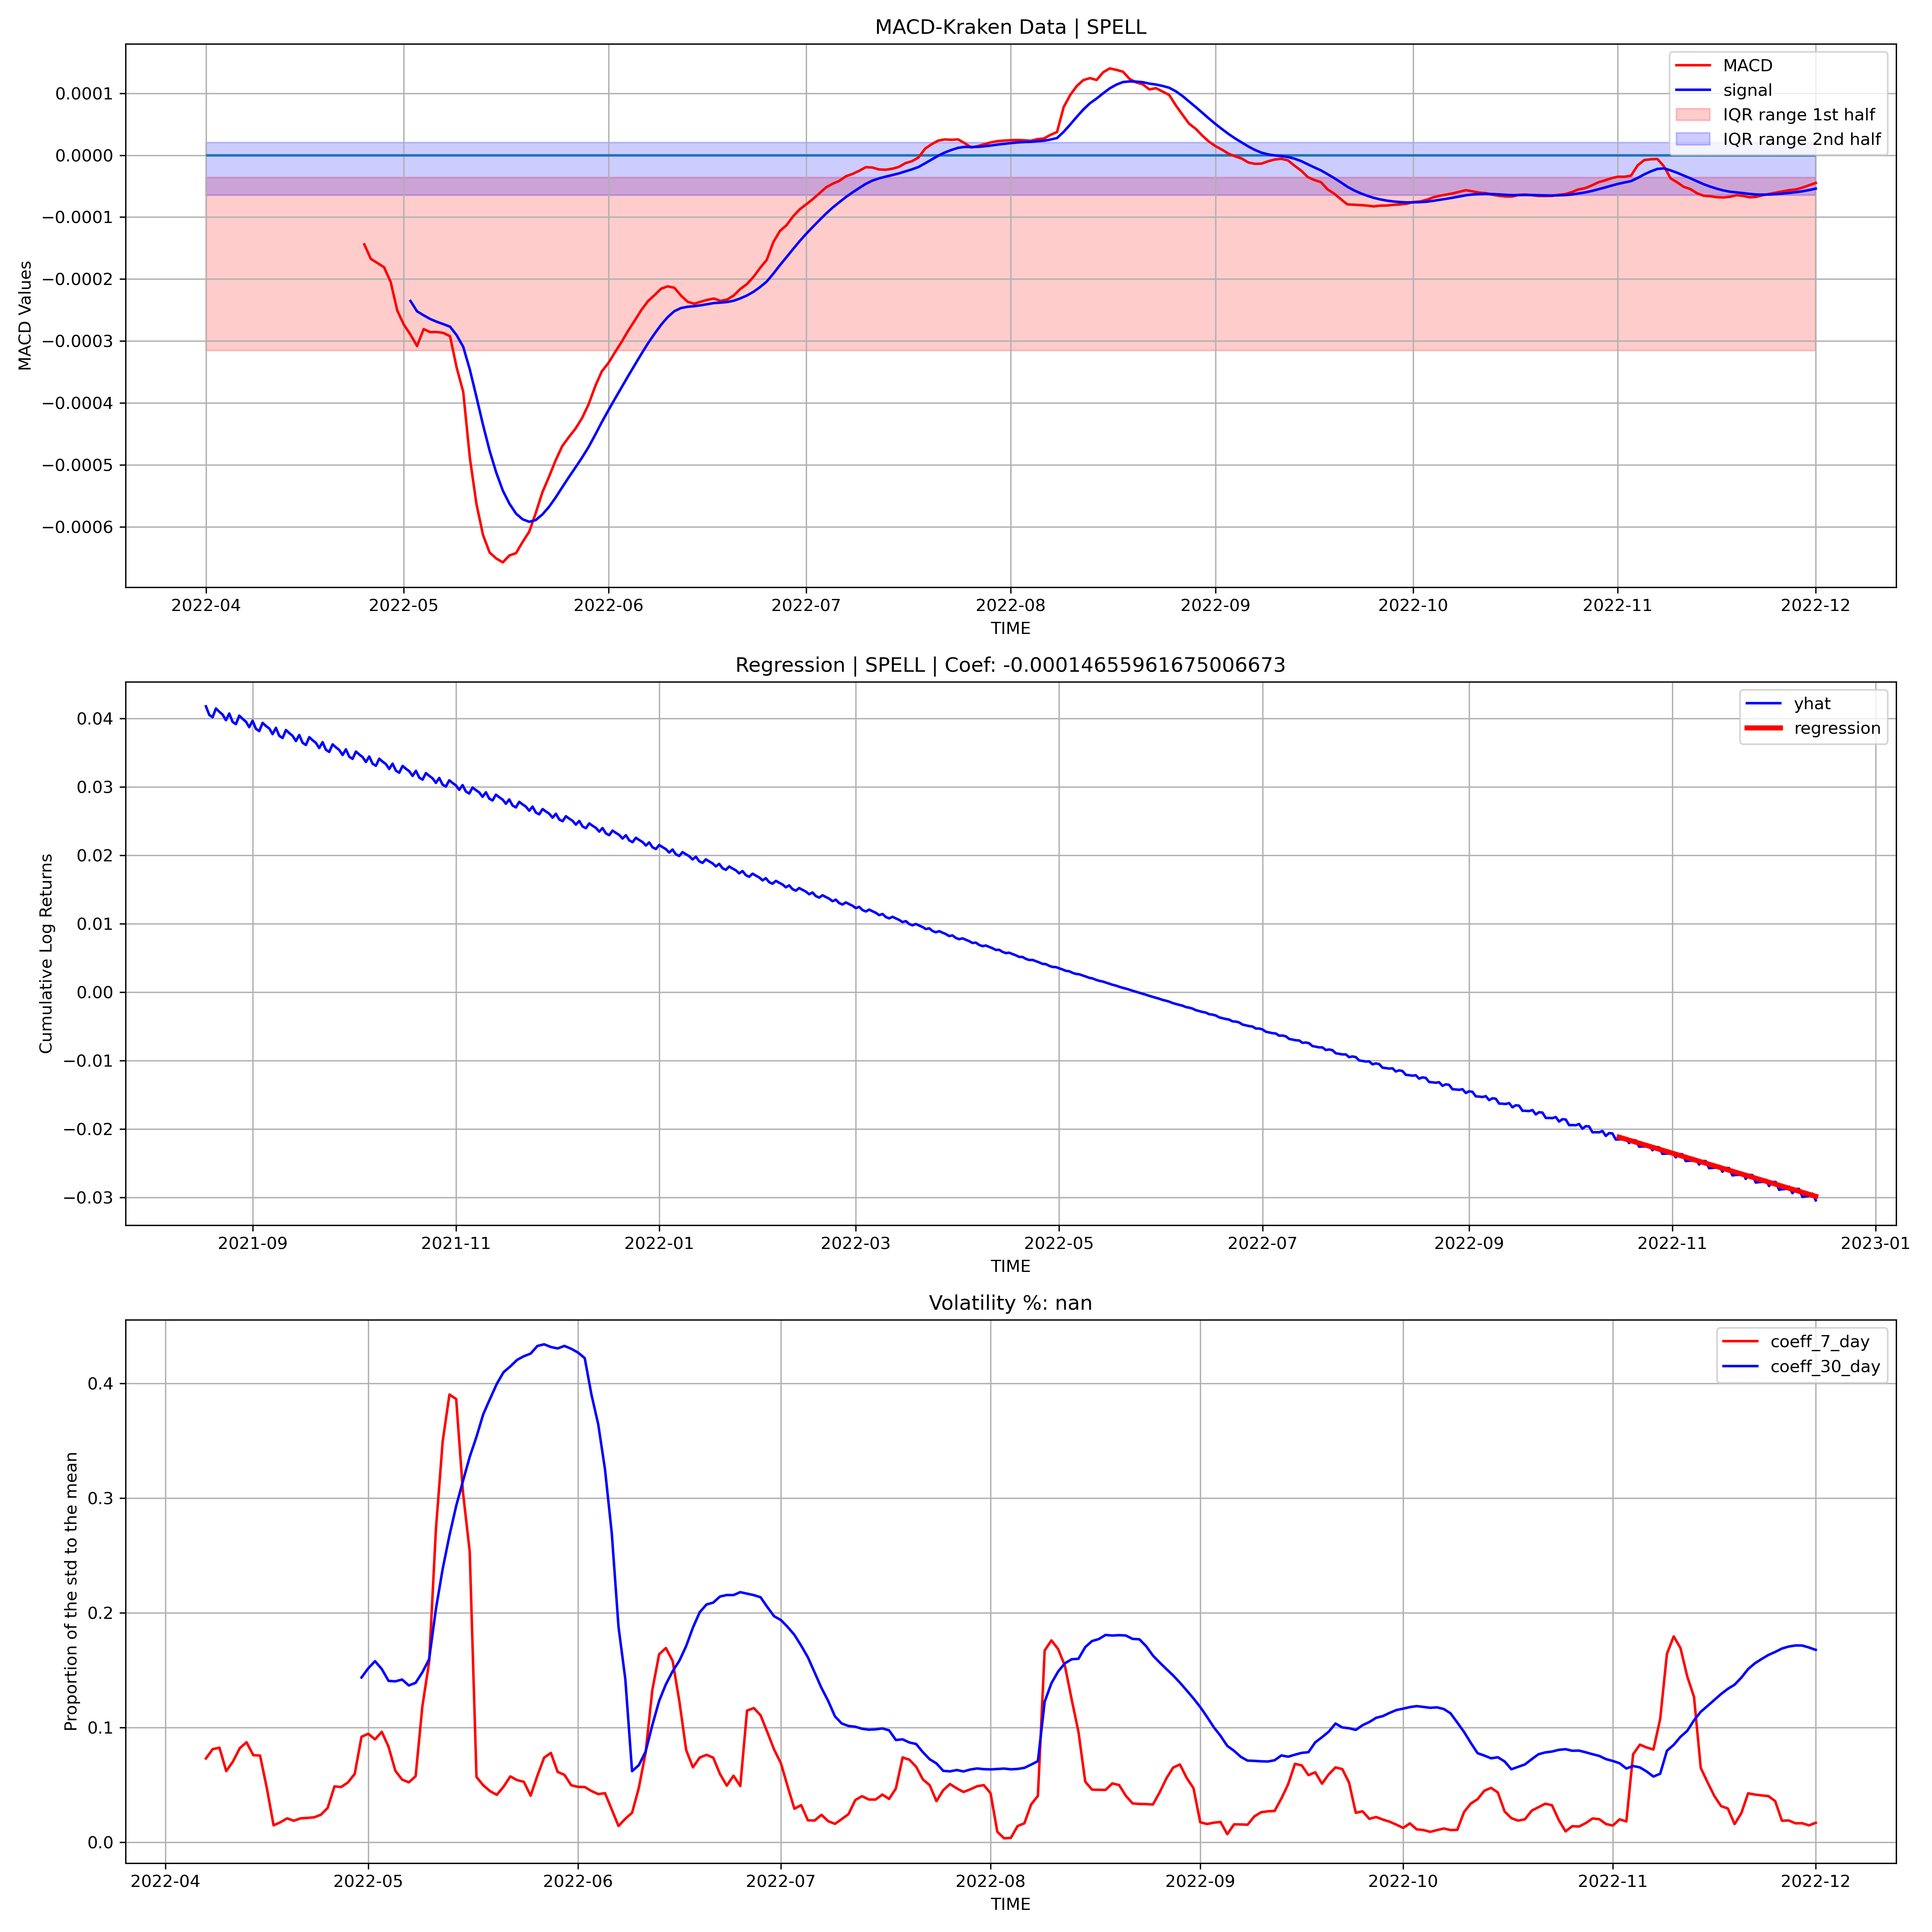 MACD-Kraken Data | SPELL
MACD
signal
IQR range 1st half
IQR range 2nd half
0.0001
0.0000
−0.0001
−0.0002
−0.0003
−0.0004
−0.0005
−0.0006
MACD Values
2022-04 2022-05 2022-06 2022-07 2022-08 2022-09 2022-10 2022-11 2022-12
TIME
Regression | SPELL | Coef: -0.00014655961675006673
yhat
regression
0.04
0.03
0.02
0.01
0.00
−0.01
−0.02
−0.03
Cumulative Log Returns
2021-09 2021-11 2022-01 2022-03 2022-05 2022-07 2022-09 2022-11 2023-01
TIME
Volatility %: nan
coeff_7_day
coeff_30_day
0.4
0.3
0.2
0.1
0.0
Proportion of the std to the mean
2022-04 2022-05 2022-06 2022-07 2022-08 2022-09 2022-10 2022-11 2022-12
TIME